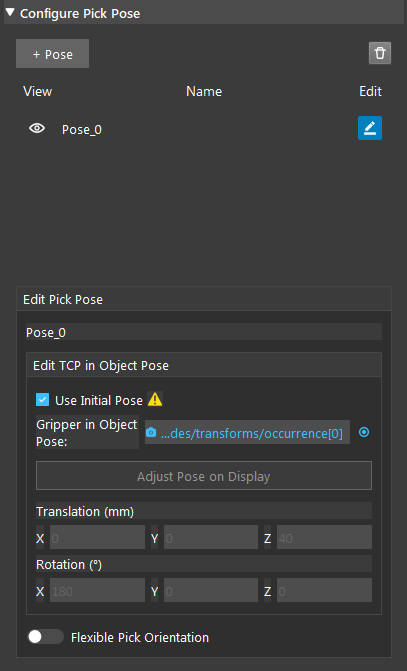 Configure Pick Pose
+ Pose
View Name Edit
Pose_0
Edit Pick Pose
Pose_0
Edit TCP in Object Pose
Use Initial Pose
Gripper in Object
Pose:
...des/transforms/occurrence[0]
Adjust Pose on Display
Translation (mm)
X 0 Y 0 Z 40
Rotation (°)
X 180 Y 0 Z 0
Flexible Pick Orientation